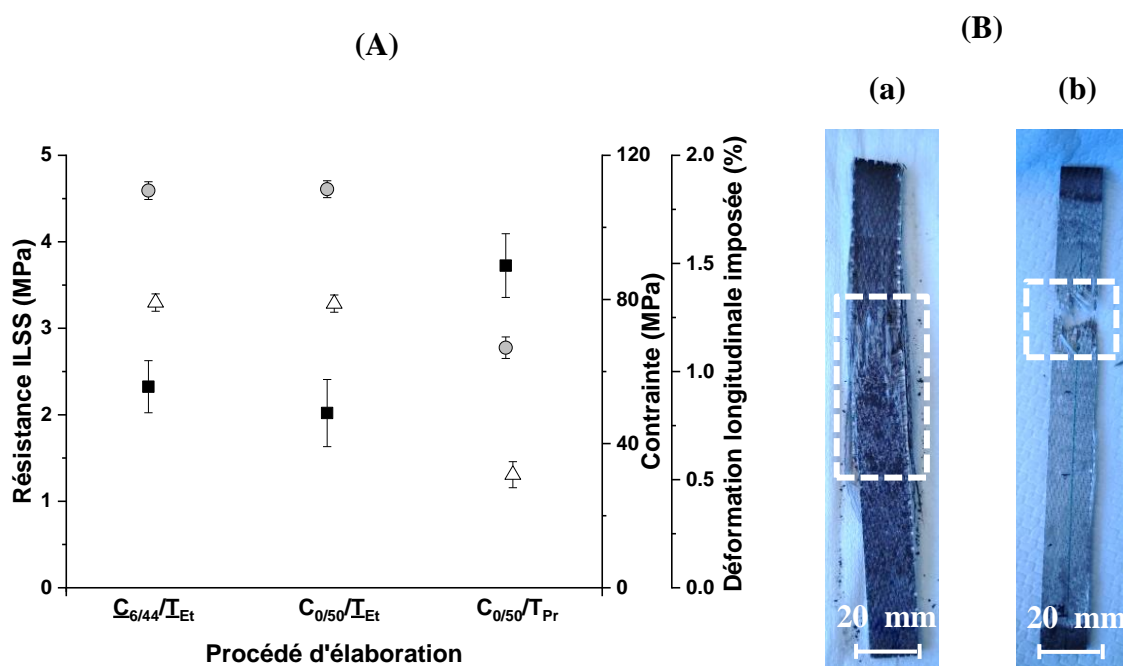 (A)
(B)
(a)
(b)
Résistance ILSS (MPa)
5
4
3
2
1
0
C6/44/TEt
C0/50/TEt
C0/50/TPr
Procédé d'élaboration
120
80
40
0
Contrainte (MPa)
2.0
1.5
1.0
0.5
0.0
Déformation longitudinale imposée (%)
20 mm
20 mm